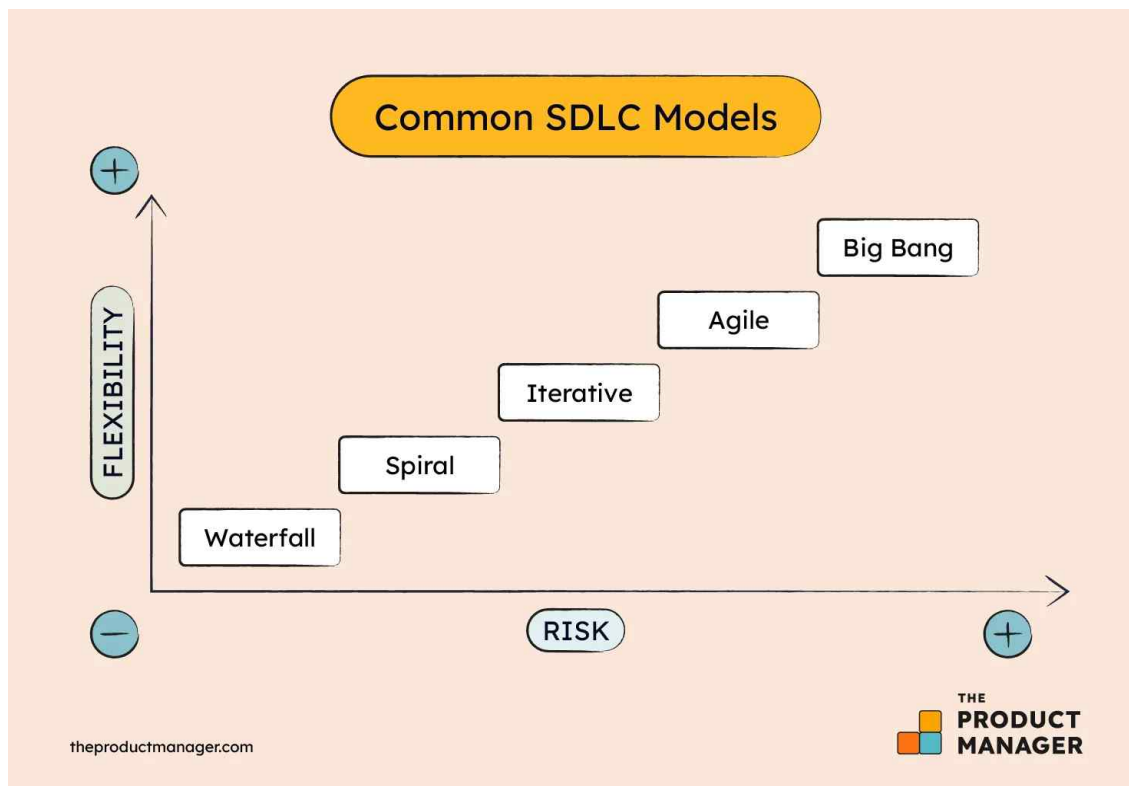 Common SDLC Models
+
Big Bang
Agile
FLEXIBILITY
Iterative
Spiral
Waterfall
−
RISK
+
THE
PRODUCT
MANAGER
theproductmanager.com